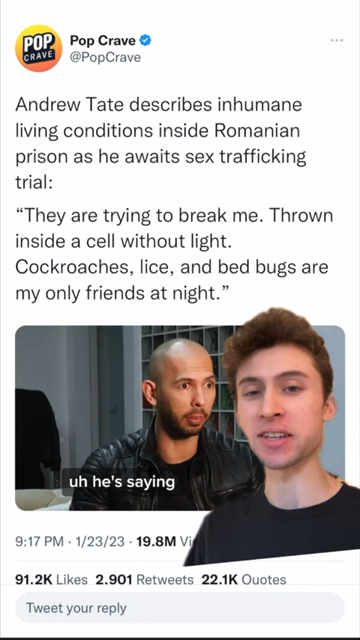 POP
CRAVE
Pop Crave
@PopCrave
Andrew Tate describes inhumane
living conditions inside Romanian
prison as he awaits sex trafficking
trial:
“They are trying to break me. Thrown
inside a cell without light.
Cockroaches, lice, and bed bugs are
my only friends at night.”
uh he's saying
9:17 PM · 1/23/23 · 19.8M Vi
91.2K Likes 2.901 Retweets 22.1K Quotes
Tweet your reply